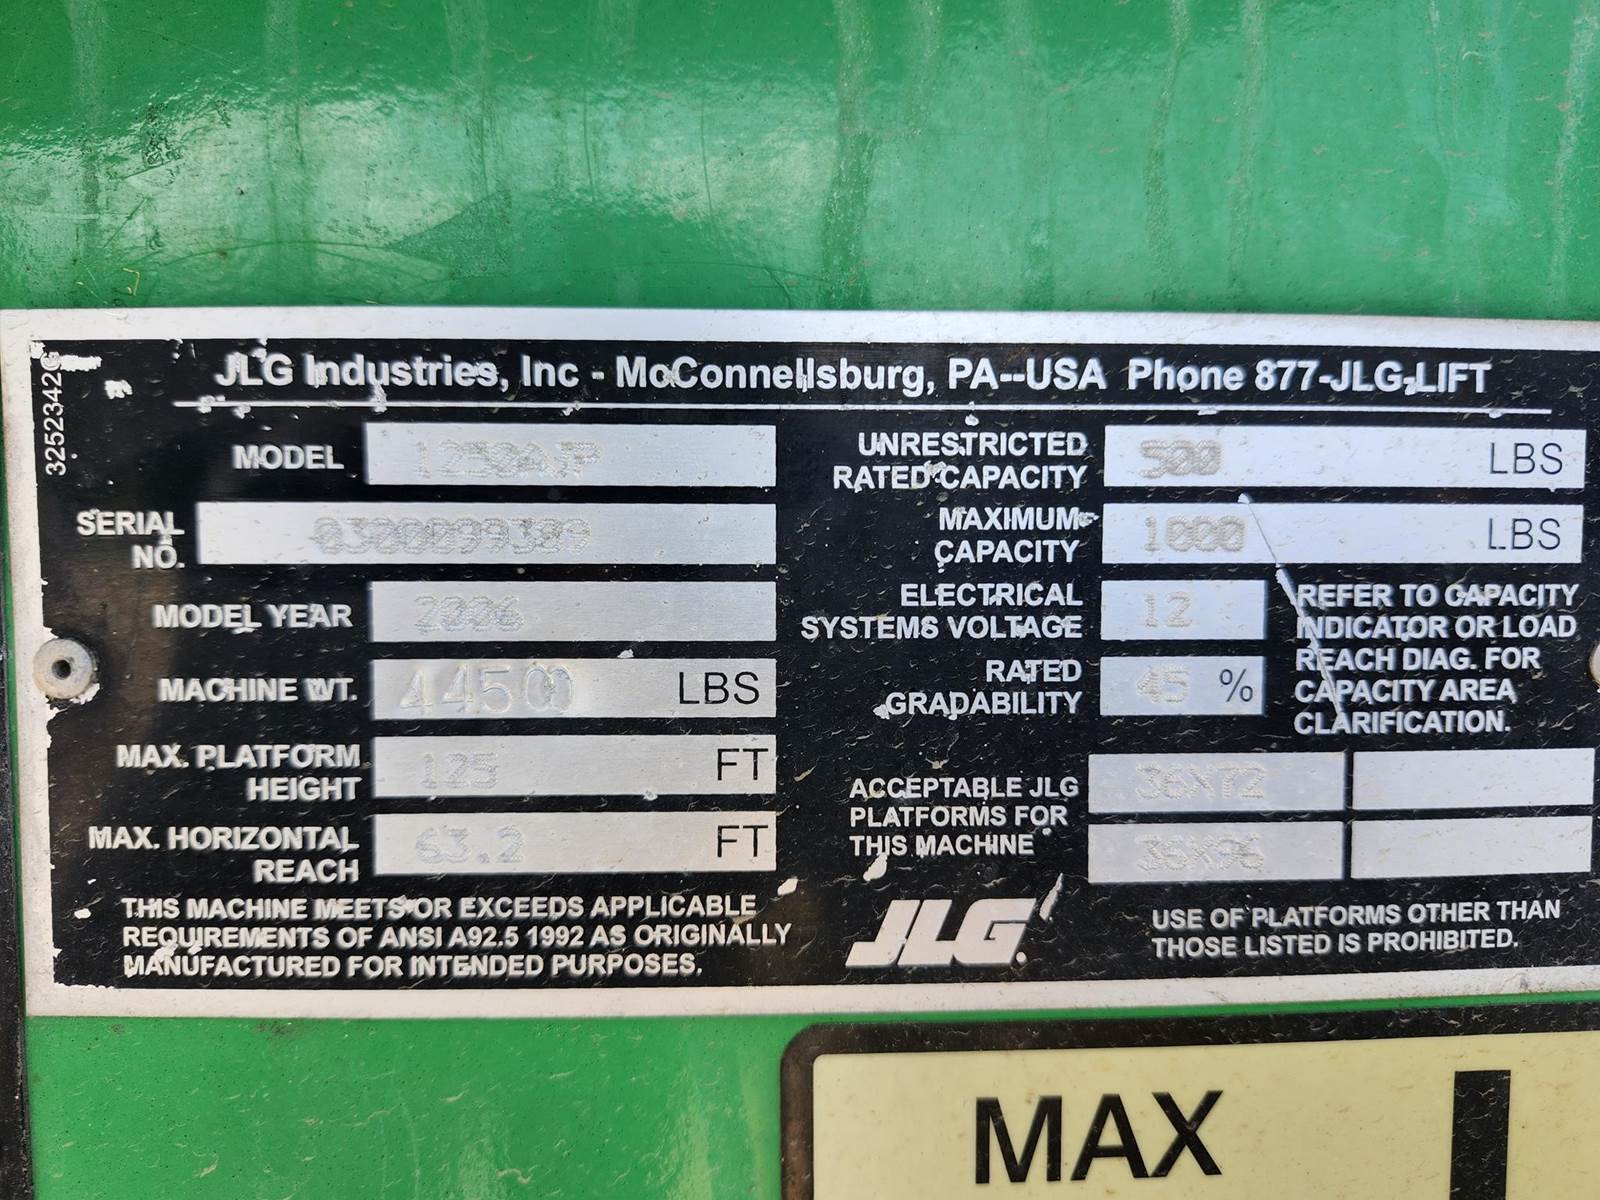 3252342G
JLG Industries, Inc - McConnellsburg, PA--USA Phone 877-JLG-LIFT
MODEL 1250AJP
SERIAL
NO. 0300099389
MODEL YEAR 2006
MACHINE WT. 44500 LBS
MAX. PLATFORM
HEIGHT 125 FT
MAX. HORIZONTAL
REACH 63.2 FT
THIS MACHINE MEETS OR EXCEEDS APPLICABLE
REQUIREMENTS OF ANSI A92.5 1992 AS ORIGINALLY
MANUFACTURED FOR INTENDED PURPOSES.
UNRESTRICTED
RATED CAPACITY 500 LBS
MAXIMUM
CAPACITY 1000 LBS
ELECTRICAL
SYSTEMS VOLTAGE 12
RATED
GRADABILITY 45 %
REFER TO CAPACITY
INDICATOR OR LOAD
REACH DIAG. FOR
CAPACITY AREA
CLARIFICATION.
ACCEPTABLE JLG
PLATFORMS FOR
THIS MACHINE
36X72
36X96
JLG.
USE OF PLATFORMS OTHER THAN
THOSE LISTED IS PROHIBITED.
MAX